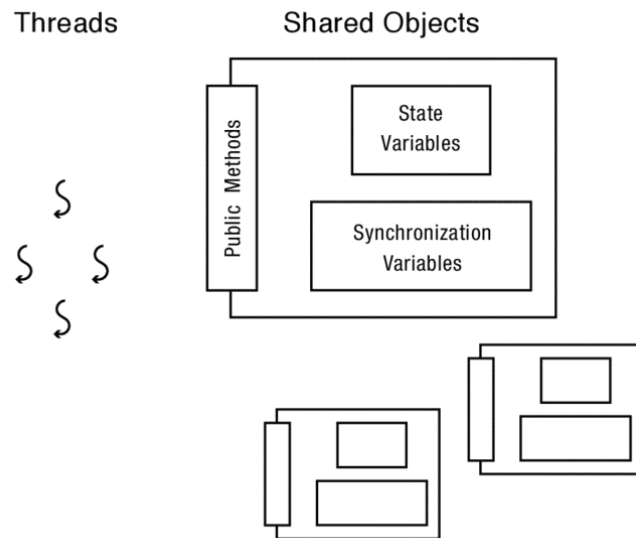 Threads
Shared Objects
Public Methods
State
Variables
Synchronization
Variables